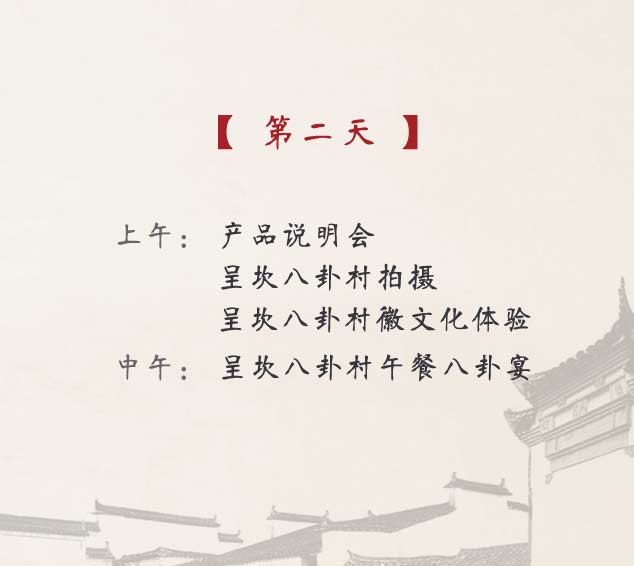 【 第二天 】
上午： 产品说明会
呈坎八卦村拍摄
呈坎八卦村徽文化体验
中午： 呈坎八卦村午餐八卦宴